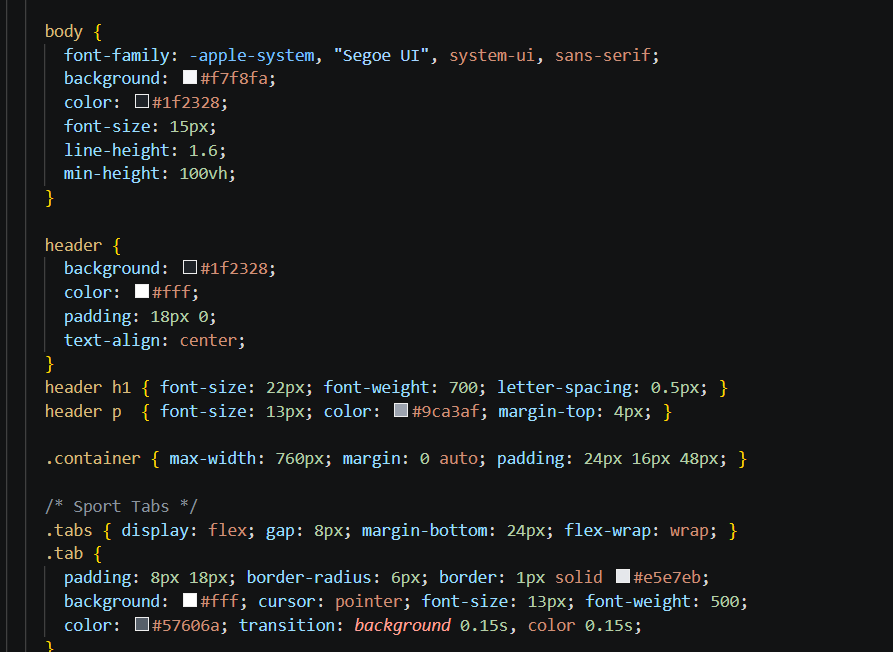 body {
font-family: -apple-system, "Segoe UI", system-ui, sans-serif;
background: #f7f8fa;
color: #1f2328;
font-size: 15px;
line-height: 1.6;
min-height: 100vh;
}
header {
background: #1f2328;
color: #fff;
padding: 18px 0;
text-align: center;
}
header h1 { font-size: 22px; font-weight: 700; letter-spacing: 0.5px; }
header p  { font-size: 13px; color: #9ca3af; margin-top: 4px; }
.container { max-width: 760px; margin: 0 auto; padding: 24px 16px 48px; }
/* Sport Tabs */
.tabs { display: flex; gap: 8px; margin-bottom: 24px; flex-wrap: wrap; }
.tab {
padding: 8px 18px; border-radius: 6px; border: 1px solid #e5e7eb;
background: #fff; cursor: pointer; font-size: 13px; font-weight: 500;
color: #57606a; transition: background 0.15s, color 0.15s;
}